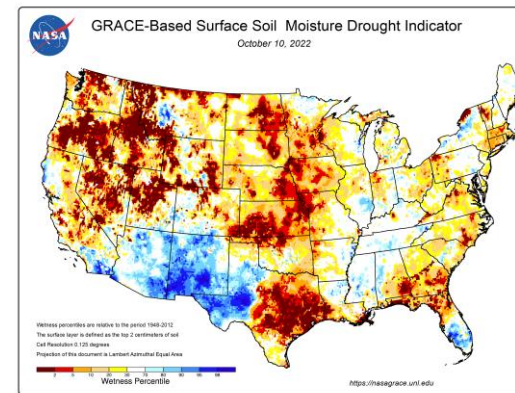 NASA
GRACE-Based Surface Soil Moisture Drought Indicator
October 10, 2022
Wetness percentiles are relative to the period 1948-2012
The surface layer is defined as the top 2 centimeters of soil
Cell Resolution 0.125 degrees
Projection of this document is Lambert Azimuthal Equal Area
2 5 10 20 30 70 80 90 95 98
Wetness Percentile
https://nasagrace.unl.edu